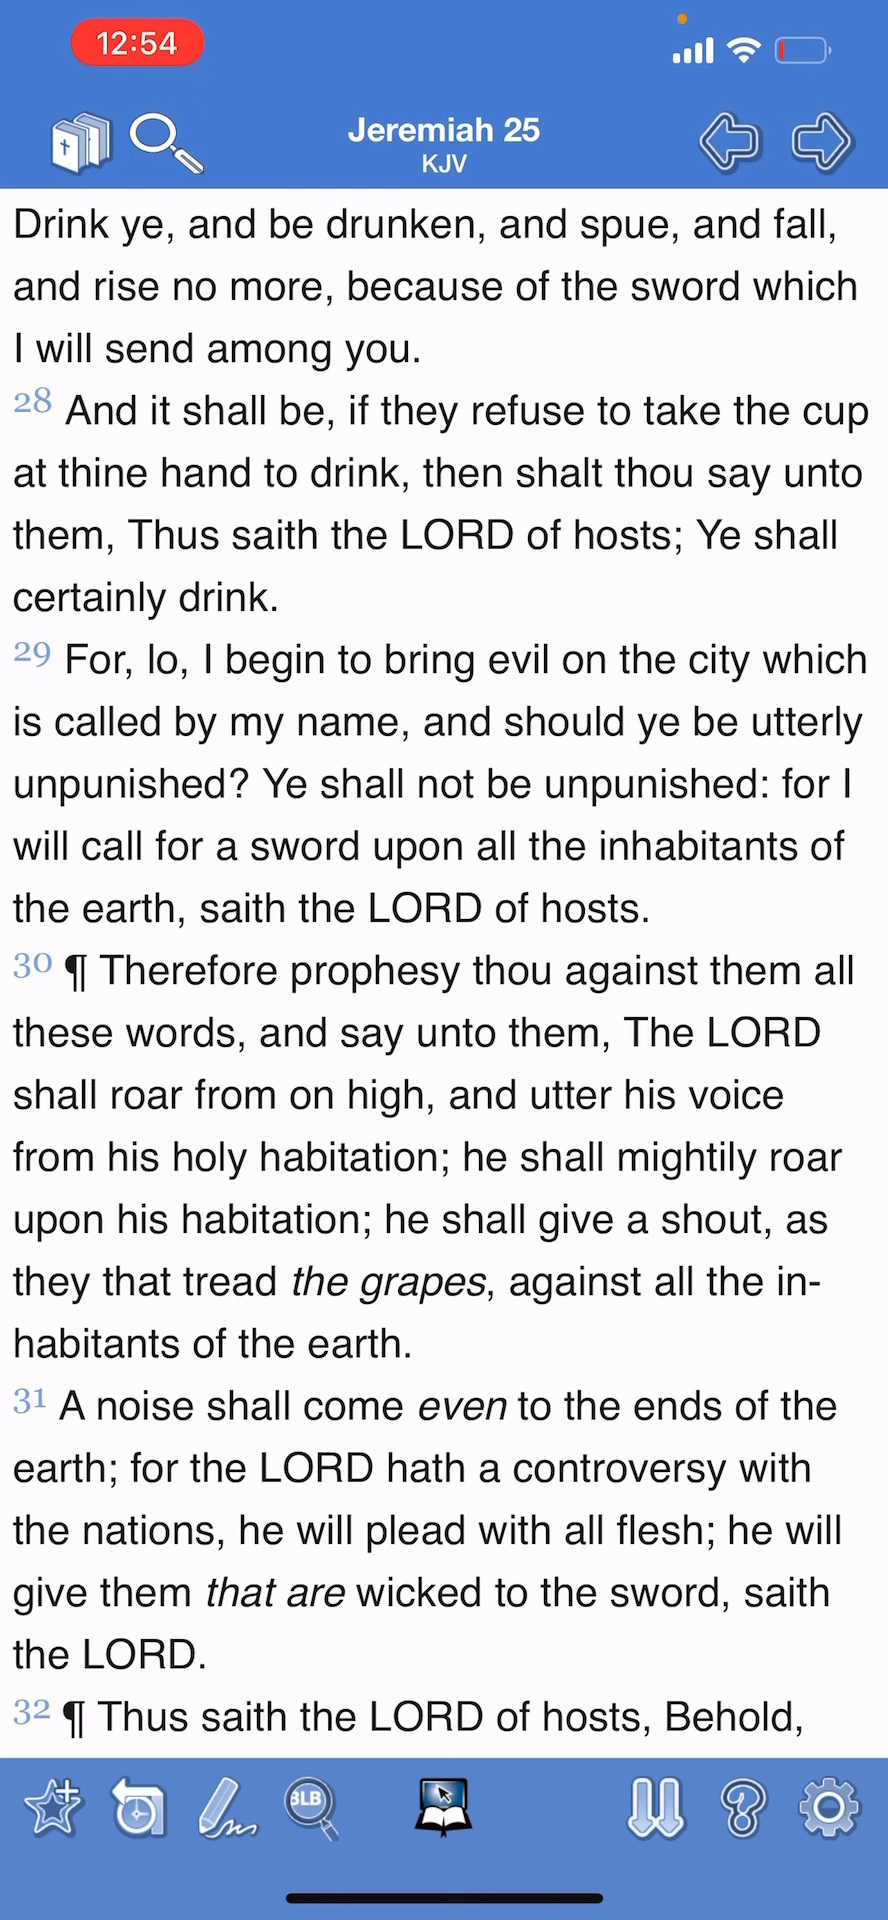 12:54
Jeremiah 25
KJV
Drink ye, and be drunken, and spue, and fall,
and rise no more, because of the sword which
I will send among you.
28 And it shall be, if they refuse to take the cup
at thine hand to drink, then shalt thou say unto
them, Thus saith the LORD of hosts; Ye shall
certainly drink.
29 For, lo, I begin to bring evil on the city which
is called by my name, and should ye be utterly
unpunished? Ye shall not be unpunished: for I
will call for a sword upon all the inhabitants of
the earth, saith the LORD of hosts.
30 ¶ Therefore prophesy thou against them all
these words, and say unto them, The LORD
shall roar from on high, and utter his voice
from his holy habitation; he shall mightily roar
upon his habitation; he shall give a shout, as
they that tread the grapes, against all the in-
habitants of the earth.
31 A noise shall come even to the ends of the
earth; for the LORD hath a controversy with
the nations, he will plead with all flesh; he will
give them that are wicked to the sword, saith
the LORD.
32 ¶ Thus saith the LORD of hosts, Behold,
BLB